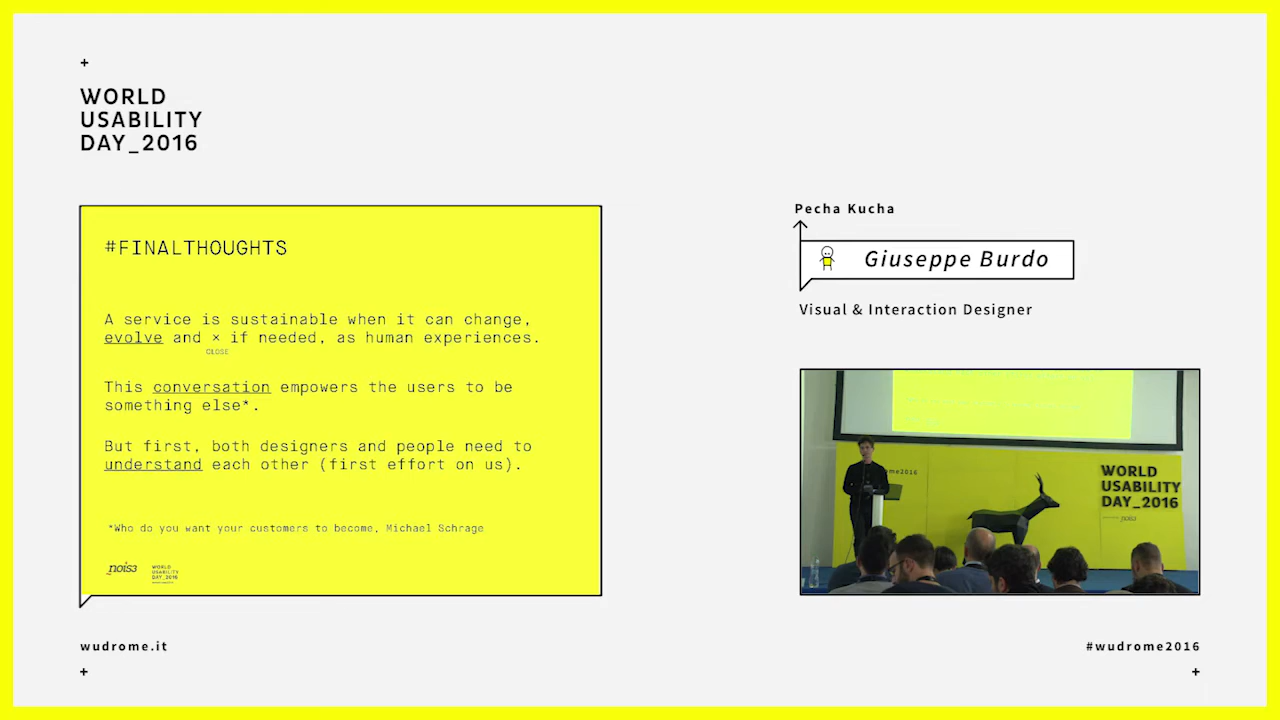 +
WORLD
USABILITY
DAY_2016
#FINALTHOUGHTS
A service is sustainable when it can change,
evolve and × if needed, as human experiences.
CLOSE
This conversation empowers the users to be
something else*.
But first, both designers and people need to
understand each other (first effort on us).
*Who do you want your customers to become, Michael Schrage
nois3
WORLD
USABILITY
DAY_2016
Pecha Kucha
Giuseppe Burdo
Visual & Interaction Designer
ome2016
WORLD
USABILITY
DAY_2016
nois3
wudrome.it
#wudrome2016
+
+